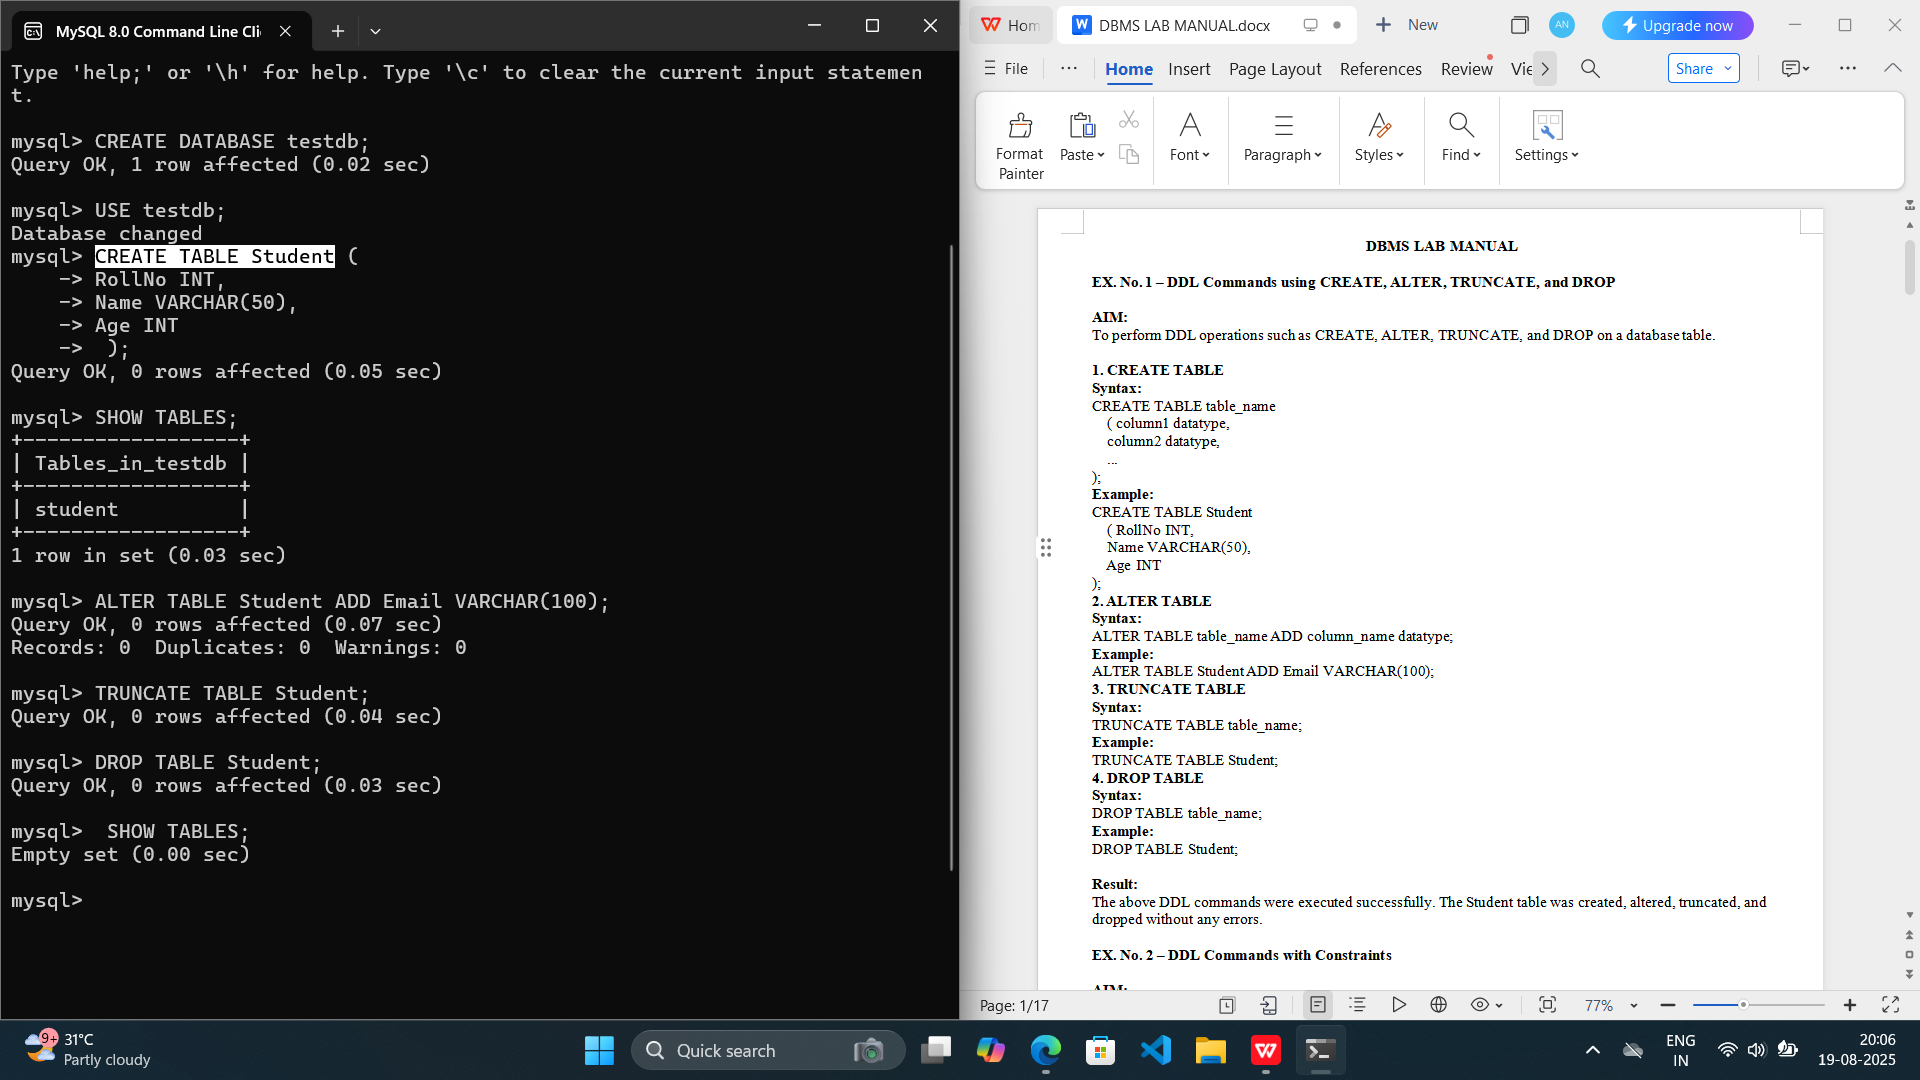 MySQL 8.0 Command Line Cli
Type 'help;' or '\h' for help. Type '\c' to clear the current input statemen
t.
mysql> CREATE DATABASE testdb;
Query OK, 1 row affected (0.02 sec)
mysql> USE testdb;
Database changed
mysql> CREATE TABLE Student (
    -> RollNo INT,
    -> Name VARCHAR(50),
    -> Age INT
    ->  );
Query OK, 0 rows affected (0.05 sec)
mysql> SHOW TABLES;
+------------------+
| Tables_in_testdb |
+------------------+
| student          |
+------------------+
1 row in set (0.03 sec)
mysql> ALTER TABLE Student ADD Email VARCHAR(100);
Query OK, 0 rows affected (0.07 sec)
Records: 0  Duplicates: 0  Warnings: 0
mysql> TRUNCATE TABLE Student;
Query OK, 0 rows affected (0.04 sec)
mysql> DROP TABLE Student;
Query OK, 0 rows affected (0.03 sec)
mysql>  SHOW TABLES;
Empty set (0.00 sec)
mysql>
Hom
DBMS LAB MANUAL.docx
New
AN
Upgrade now
File
Home Insert Page Layout References Review Vie
Share
Format Painter
Paste
Font
Paragraph
Styles
Find
Settings
DBMS LAB MANUAL
EX. No. 1 – DDL Commands using CREATE, ALTER, TRUNCATE, and DROP
AIM:
To perform DDL operations such as CREATE, ALTER, TRUNCATE, and DROP on a database table.
1. CREATE TABLE
Syntax:
CREATE TABLE table_name
( column1 datatype,
column2 datatype,
...
);
Example:
CREATE TABLE Student
( RollNo INT,
Name VARCHAR(50),
Age INT
);
2. ALTER TABLE
Syntax:
ALTER TABLE table_name ADD column_name datatype;
Example:
ALTER TABLE Student ADD Email VARCHAR(100);
3. TRUNCATE TABLE
Syntax:
TRUNCATE TABLE table_name;
Example:
TRUNCATE TABLE Student;
4. DROP TABLE
Syntax:
DROP TABLE table_name;
Example:
DROP TABLE Student;
Result:
The above DDL commands were executed successfully. The Student table was created, altered, truncated, and
dropped without any errors.
EX. No. 2 – DDL Commands with Constraints
AIM:
Page: 1/17
77%
9+
31°C
Partly cloudy
Quick search
ENG
IN
20:06
19-08-2025